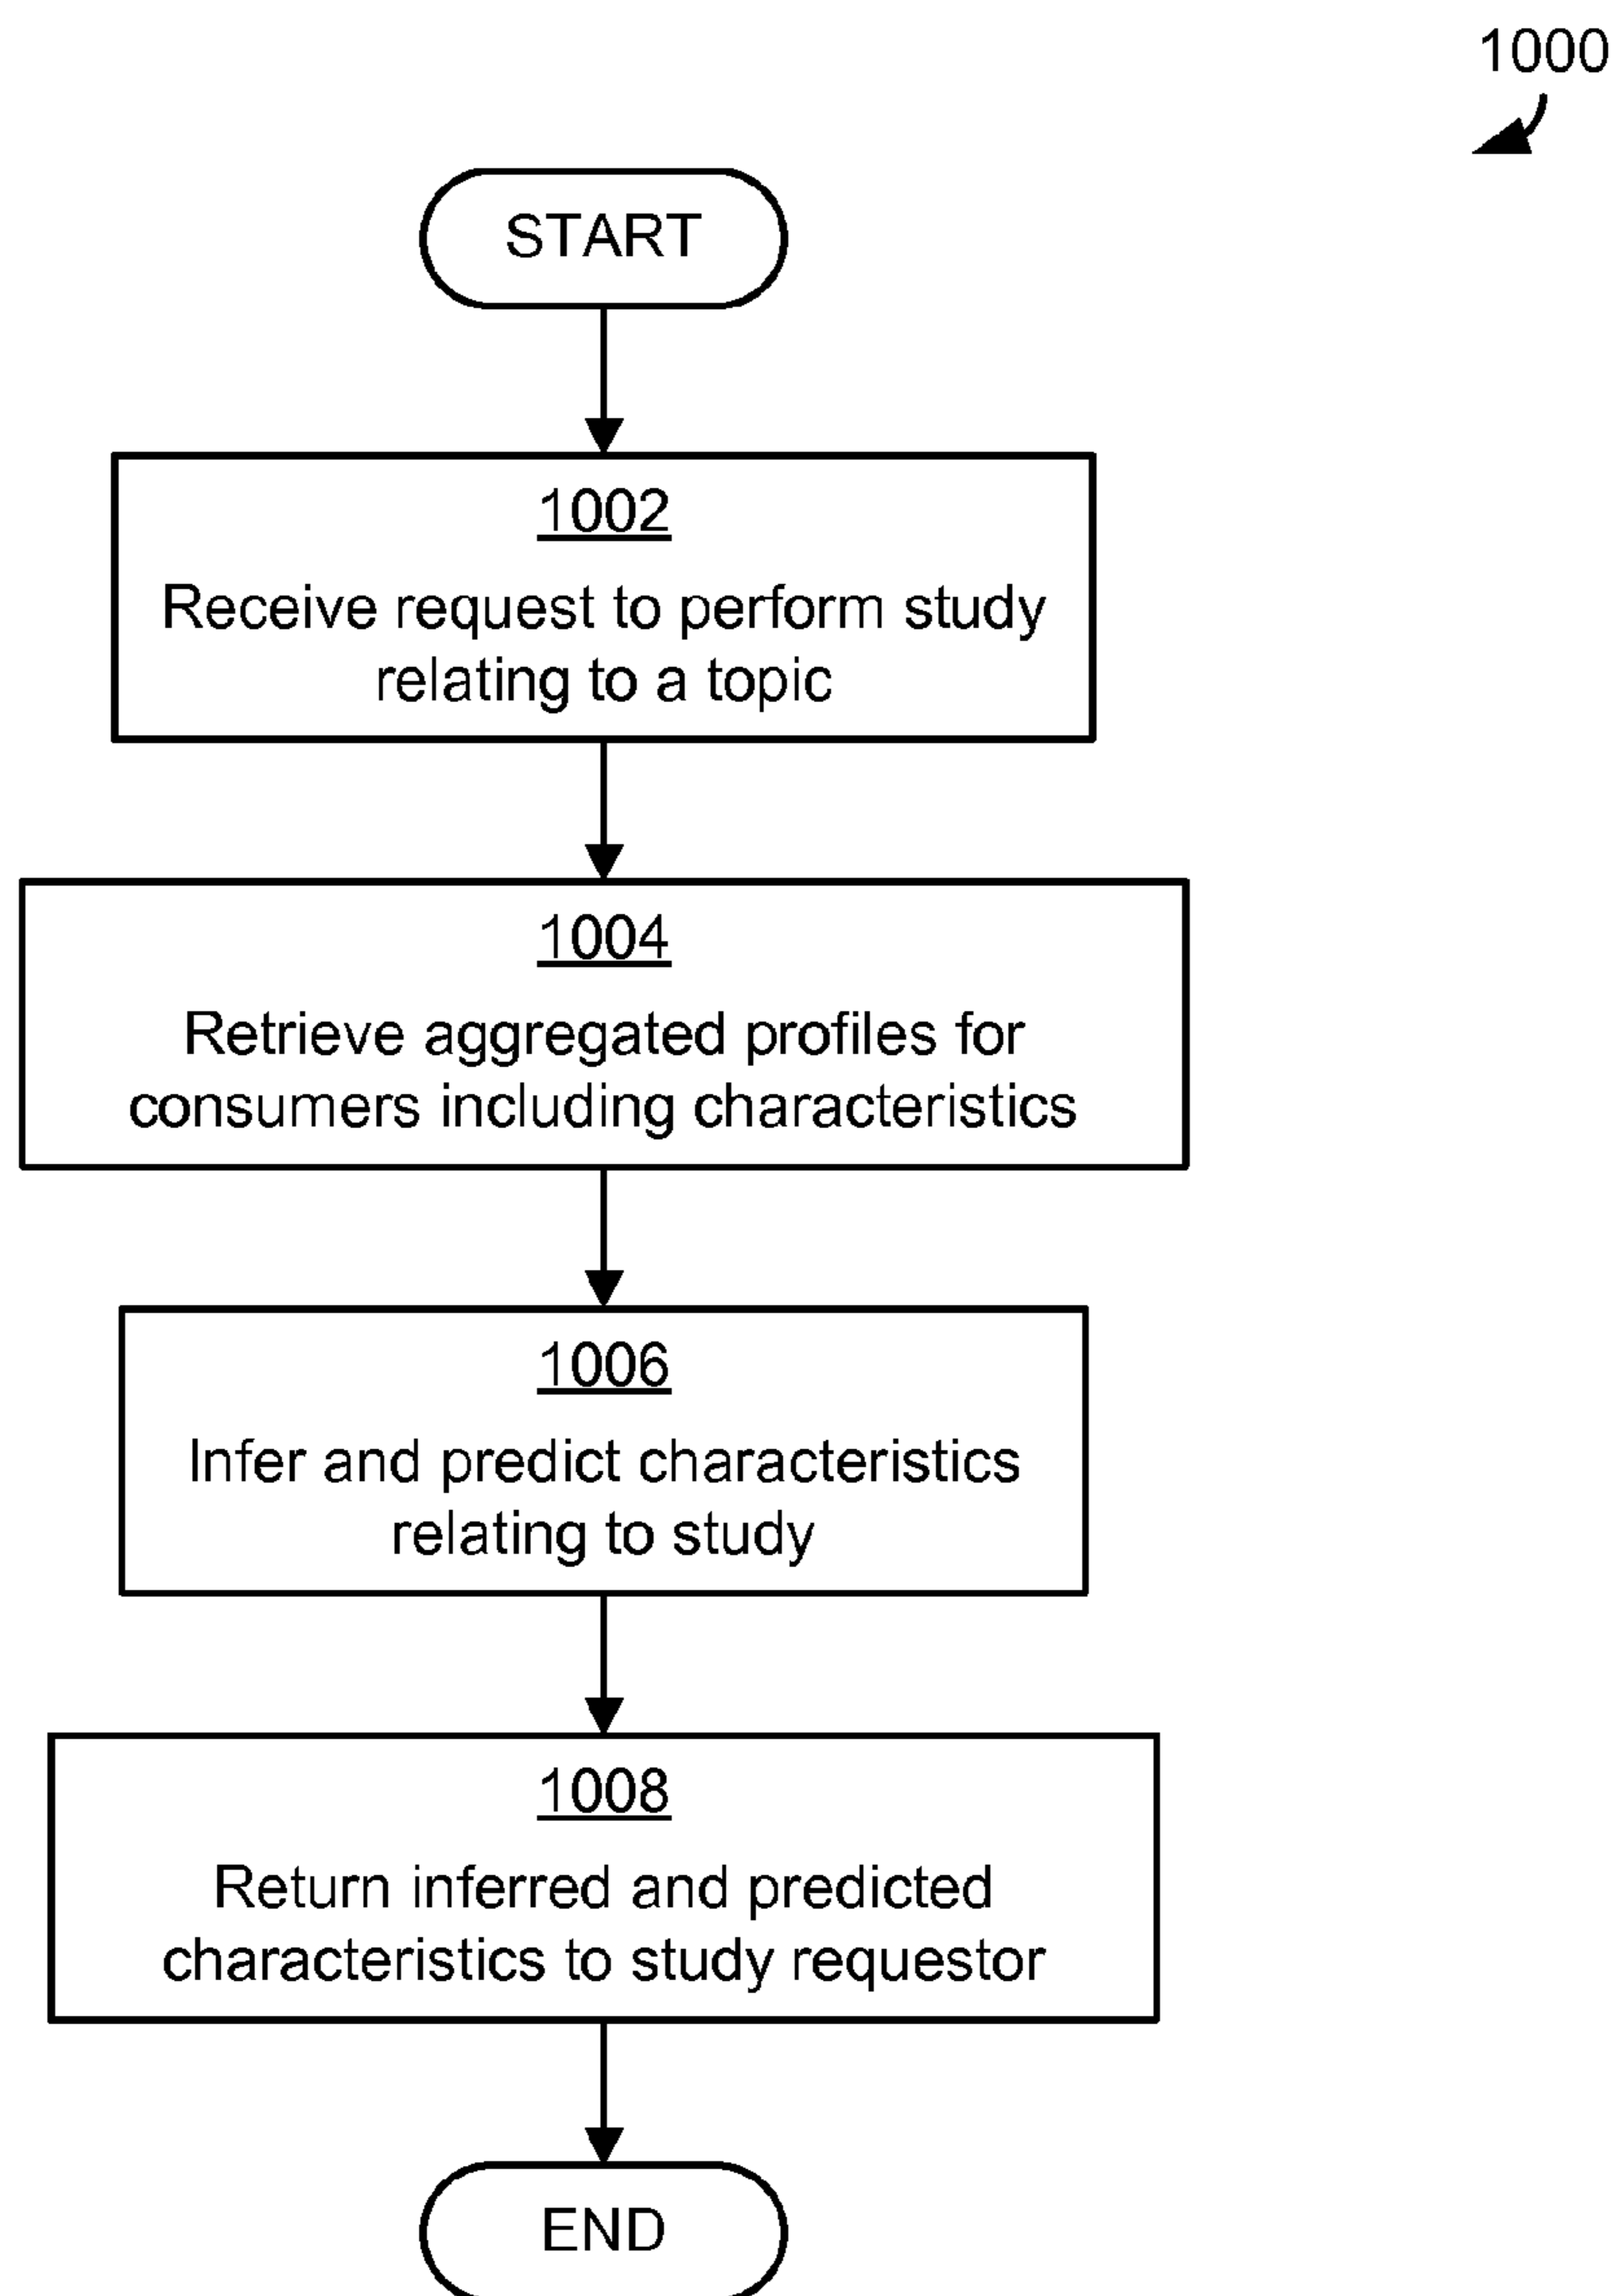 1000
START
1002
Receive request to perform study
relating to a topic
1004
Retrieve aggregated profiles for
consumers including characteristics
1006
Infer and predict characteristics
relating to study
1008
Return inferred and predicted
characteristics to study requestor
END